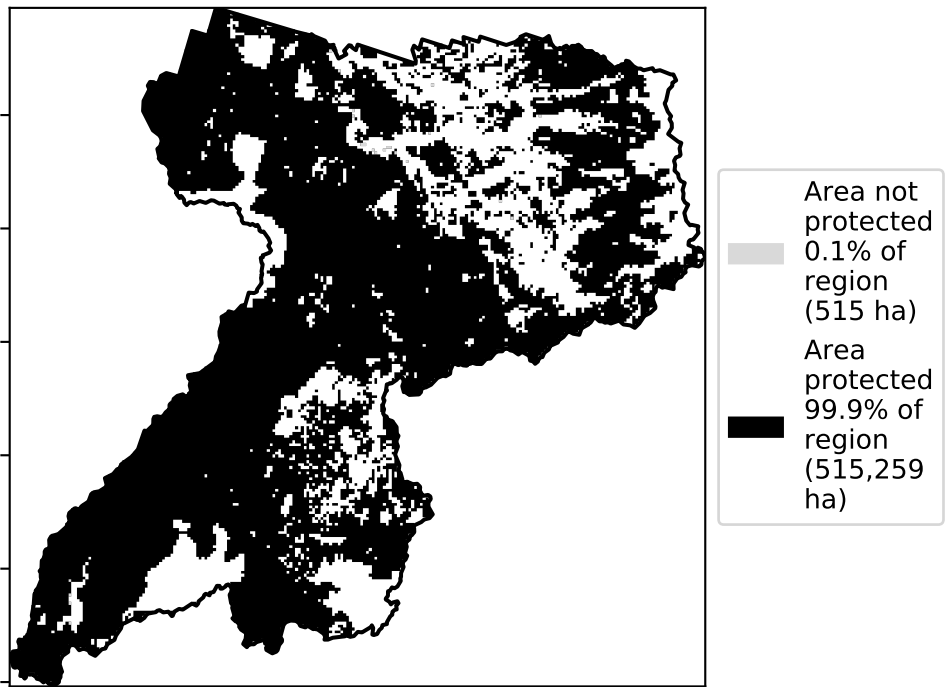 Area not
protected
0.1% of
region
(515 ha)
Area
protected
99.9% of
region
(515,259
ha)